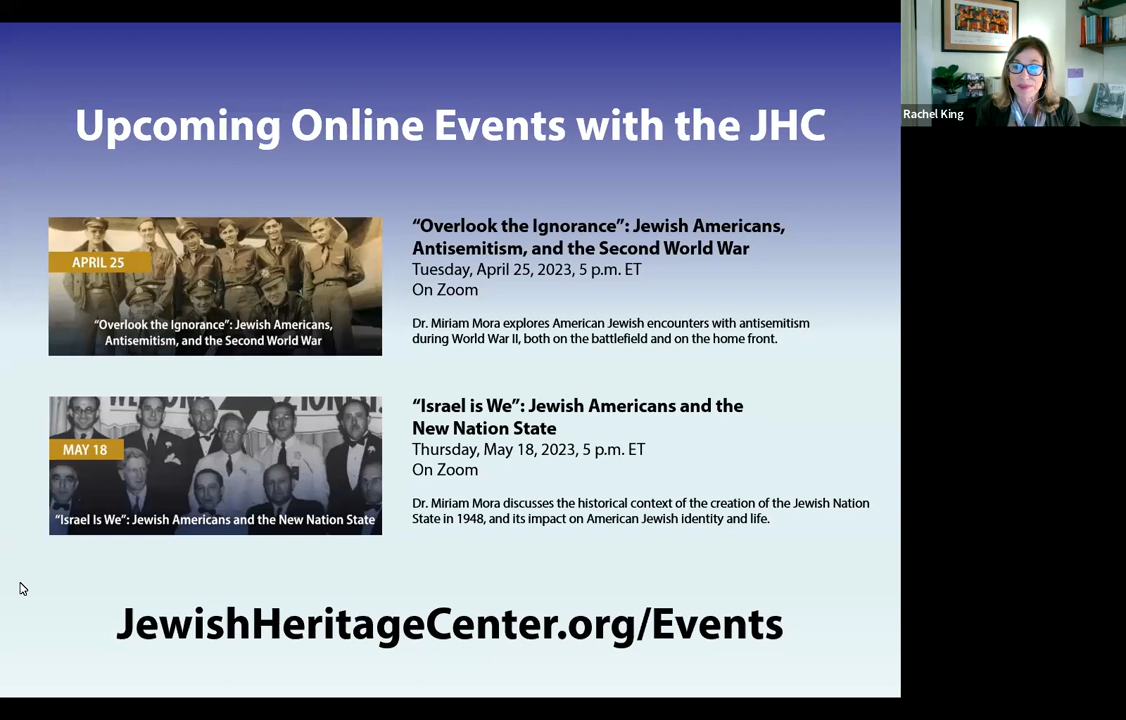 Upcoming Online Events with the JHC
Rachel King
APRIL 25
“Overlook the Ignorance”: Jewish Americans,
Antisemitism, and the Second World War
“Overlook the Ignorance”: Jewish Americans,
Antisemitism, and the Second World War
Tuesday, April 25, 2023, 5 p.m. ET
On Zoom
Dr. Miriam Mora explores American Jewish encounters with antisemitism
during World War II, both on the battlefield and on the home front.
MAY 18
“Israel Is We”: Jewish Americans and the New Nation State
“Israel is We”: Jewish Americans and the
New Nation State
Thursday, May 18, 2023, 5 p.m. ET
On Zoom
Dr. Miriam Mora discusses the historical context of the creation of the Jewish Nation
State in 1948, and its impact on American Jewish identity and life.
JewishHeritageCenter.org/Events